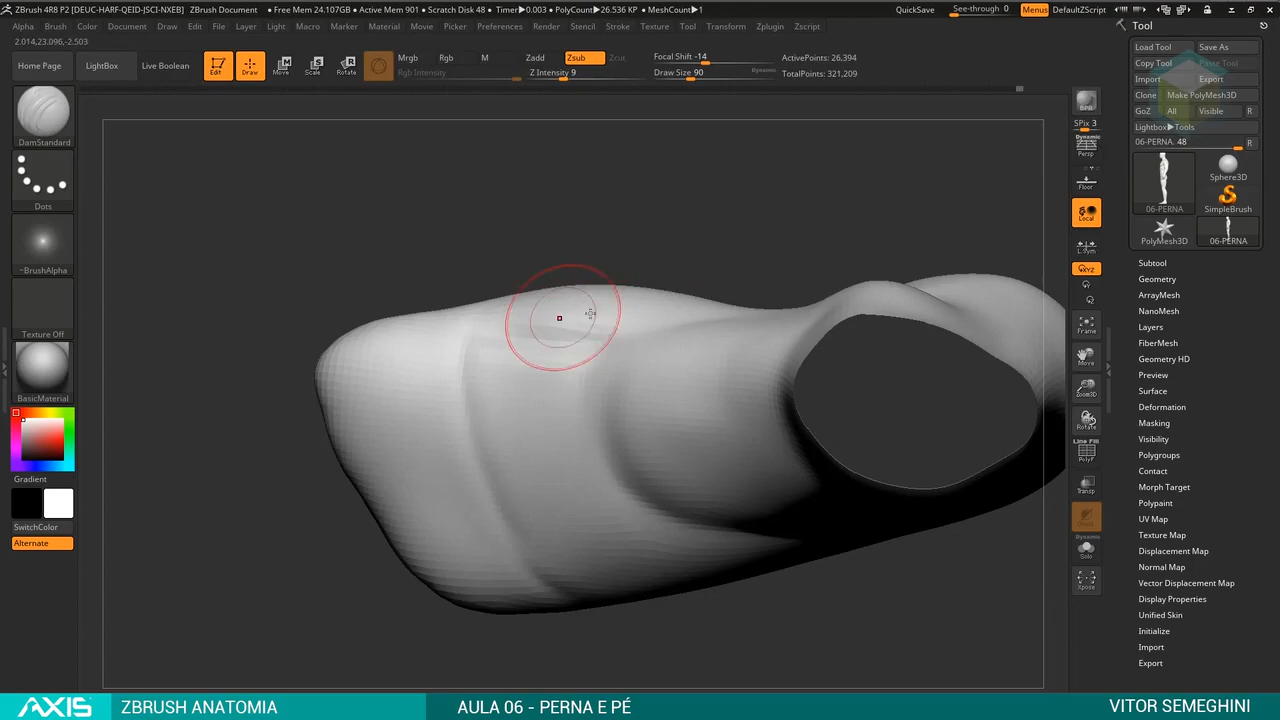 ZBrush 4R8 P2 [DEUC-HARF-QEID-JSCI-NXEB] ZBrush Document • Free Mem 24.107GB • Active Mem 901 • Scratch Disk 48 • Timer▶0.003 • PolyCount▶26.536 KP • MeshCount▶1 QuickSave See-through 0 Menus DefaultZScript
Alpha Brush Color Document Draw Edit File Layer Light Macro Marker Material Movie Picker Preferences Render Stencil Stroke Texture Tool Transform Zplugin Zscript
2.014,23.096,-2.503
Home Page LightBox Live Boolean Edit Draw Move Scale Rotate
Mrgb Rgb M Zadd Zsub Zcut Focal Shift -14 ActivePoints: 26,394
Rgb Intensity Z Intensity 9 Draw Size 90 Dynamic TotalPoints: 321,209
DamStandard
Dots
~BrushAlpha
Texture Off
BasicMaterial
Gradient
SwitchColor
Alternate
BPR
SPix 3
Dynamic
Persp
Floor
Local
L.Sym
XYZ
Frame
Move
Zoom3D
Rotate
Line Fill
PolyF
Transp
Dynamic
Solo
Xpose
Tool
Load Tool Save As
Copy Tool Paste Tool
Import Export
Clone Make PolyMesh3D
GoZ All Visible R
Lightbox▶Tools
06-PERNA. 48 R
06-PERNA Sphere3D
SimpleBrush
PolyMesh3D 06-PERNA
Subtool
Geometry
ArrayMesh
NanoMesh
Layers
FiberMesh
Geometry HD
Preview
Surface
Deformation
Masking
Visibility
Polygroups
Contact
Morph Target
Polypaint
UV Map
Texture Map
Displacement Map
Normal Map
Vector Displacement Map
Display Properties
Unified Skin
Initialize
Import
Export
AXIS ZBRUSH ANATOMIA AULA 06 - PERNA E PÉ VITOR SEMEGHINI